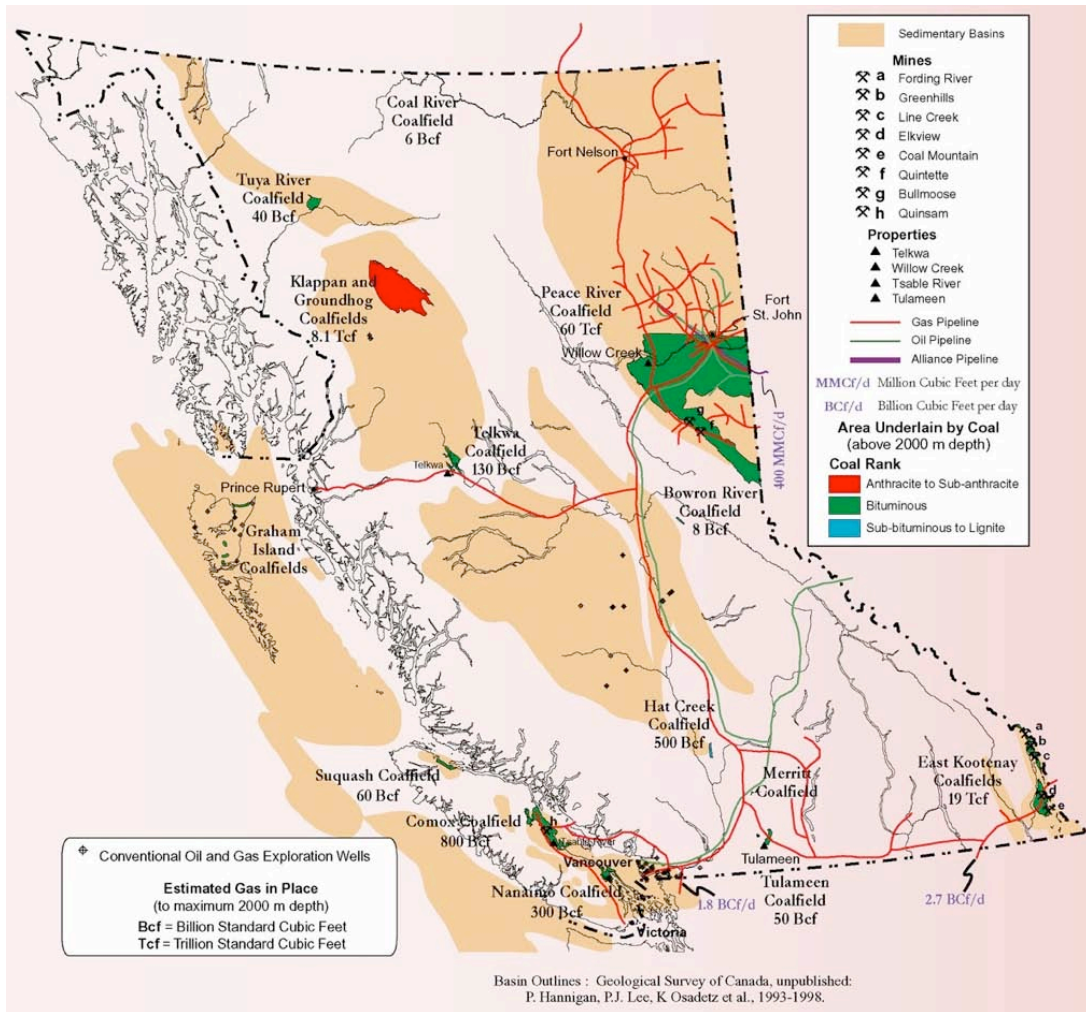 Sedimentary Basins
Mines
a Fording River
b Greenhills
c Line Creek
d Elkview
e Coal Mountain
f Quintette
g Bullmoose
h Quinsam
Properties
Telkwa
Willow Creek
Tsable River
Tulameen
Gas Pipeline
Oil Pipeline
Alliance Pipeline
MMCf/d Million Cubic Feet per day
BCf/d Billion Cubic Feet per day
Area Underlain by Coal
(above 2000 m depth)
Coal Rank
Anthracite to Sub-anthracite
Bituminous
Sub-bituminous to Lignite
Coal River
Coalfield
6 Bcf
Fort Nelson
Tuya River
Coalfield
40 Bcf
Klappan and
Groundhog
Coalfields
8.1 Tcf
Peace River
Coalfield
60 Tcf
Fort
St. John
Willow Creek
g
f
400 MMCf/d
Telkwa
Coalfield
130 Bcf
Telkwa
Prince Rupert
Bowron River
Coalfield
8 Bcf
Graham
Island
Coalfields
Hat Creek
Coalfield
500 Bcf
Merritt
Coalfield
East Kootenay
Coalfields
19 Tcf
a
b
c
d
e
Suquash Coalfield
60 Bcf
Comox Coalfield
800 Bcf
h
Tsable River
Vancouver
Nanaimo Coalfield
300 Bcf
Victoria
1.8 BCf/d
Tulameen
Tulameen
Coalfield
50 Bcf
2.7 BCf/d
Conventional Oil and Gas Exploration Wells
Estimated Gas in Place
(to maximum 2000 m depth)
Bcf = Billion Standard Cubic Feet
Tcf = Trillion Standard Cubic Feet
Basin Outlines : Geological Survey of Canada, unpublished:
P. Hannigan, P.J. Lee, K Osadetz et al., 1993-1998.